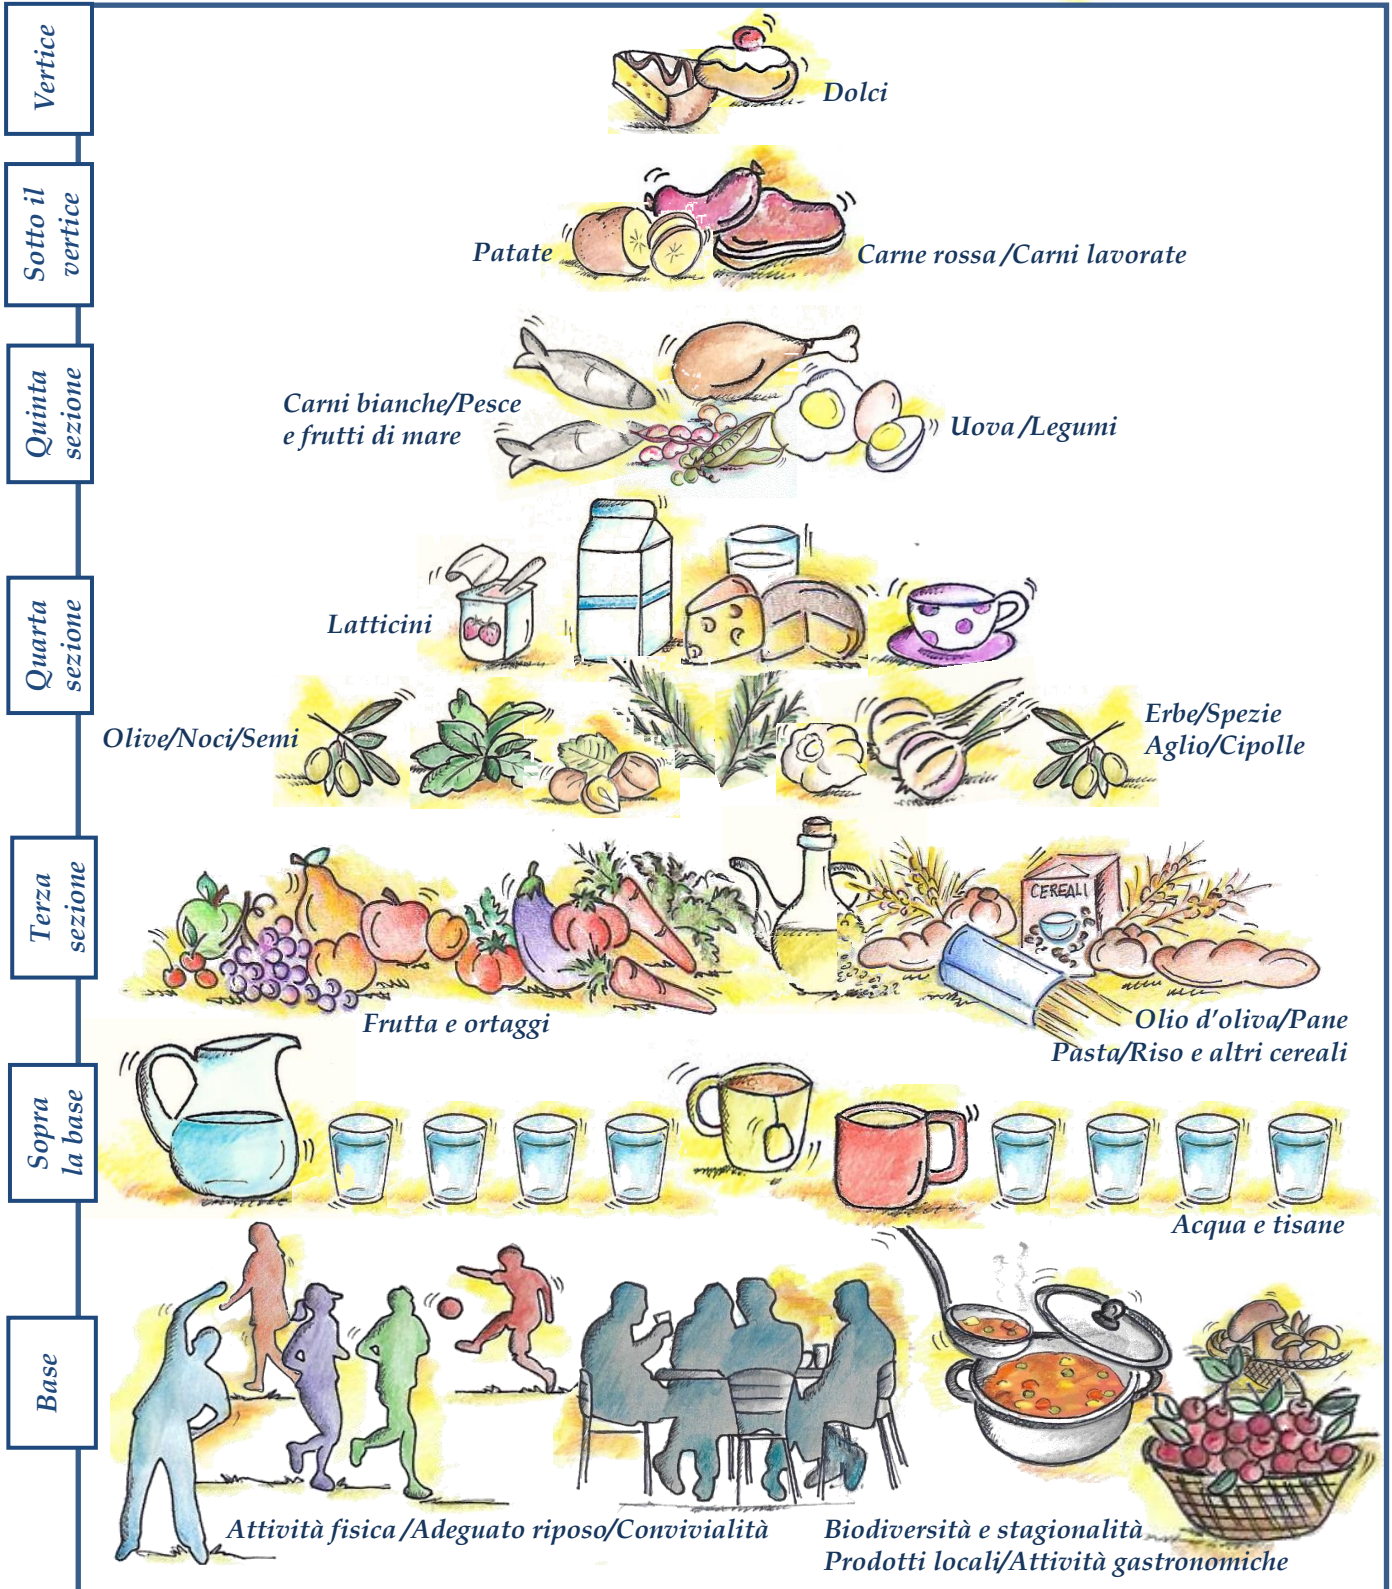 Vertice
Dolci
Sotto il
vertice
Patate
Carne rossa /Carni lavorate
Quinta
sezione
Carni bianche/Pesce
e frutti di mare
Uova /Legumi
Quarta
sezione
Latticini
Olive/Noci/Semi
Erbe/Spezie
Aglio/Cipolle
Terza
sezione
CEREALI
Frutta e ortaggi
Olio d'oliva/Pane
Pasta/Riso e altri cereali
Sopra
la base
Acqua e tisane
Base
Attività fisica /Adeguato riposo/Convivialità
Biodiversità e stagionalità
Prodotti locali/Attività gastronomiche